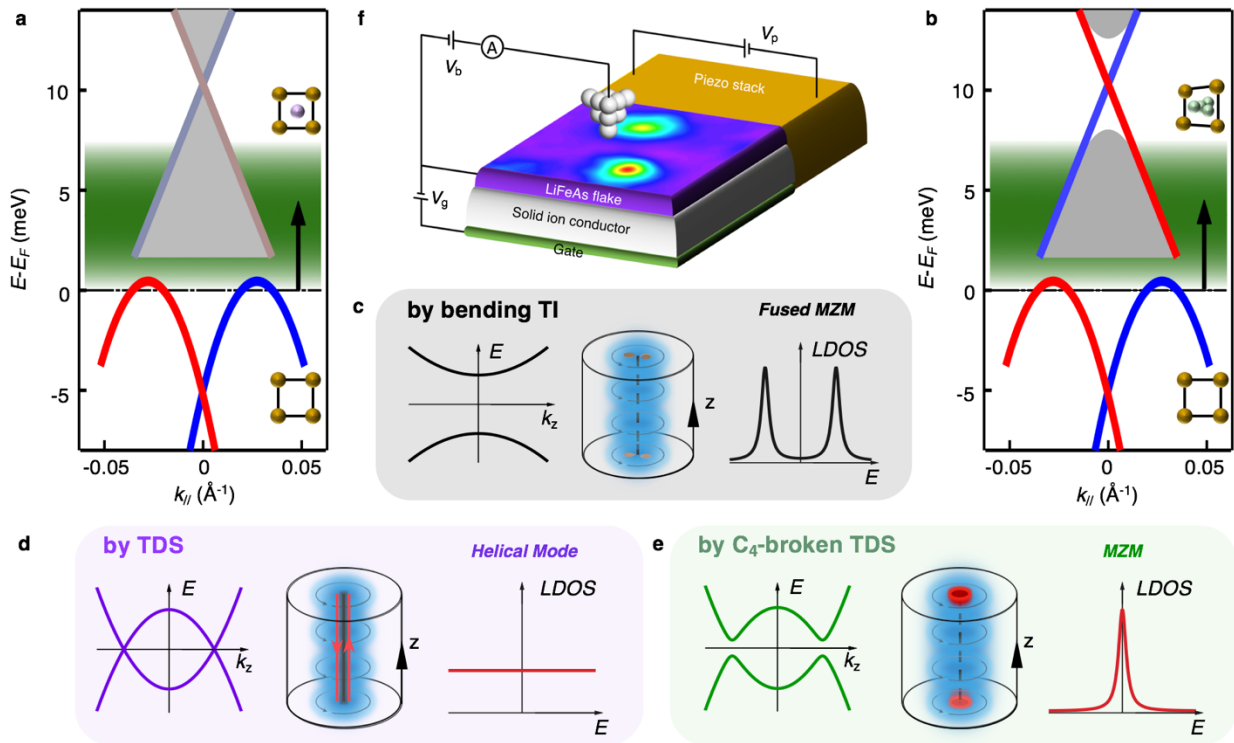 a
E-E_F (meV)
10
5
0
-5
-0.05
0
0.05
k_// (Å⁻¹)
f
V_b
A
V_p
Piezo stack
LiFeAs flake
Solid ion conductor
Gate
V_g
b
E-E_F (meV)
10
5
0
-5
-0.05
0
0.05
k_// (Å⁻¹)
c
by bending TI
Fused MZM
E
k_z
z
LDOS
E
d
by TDS
Helical Mode
E
k_z
z
LDOS
E
e
by C₄-broken TDS
MZM
E
k_z
z
LDOS
E